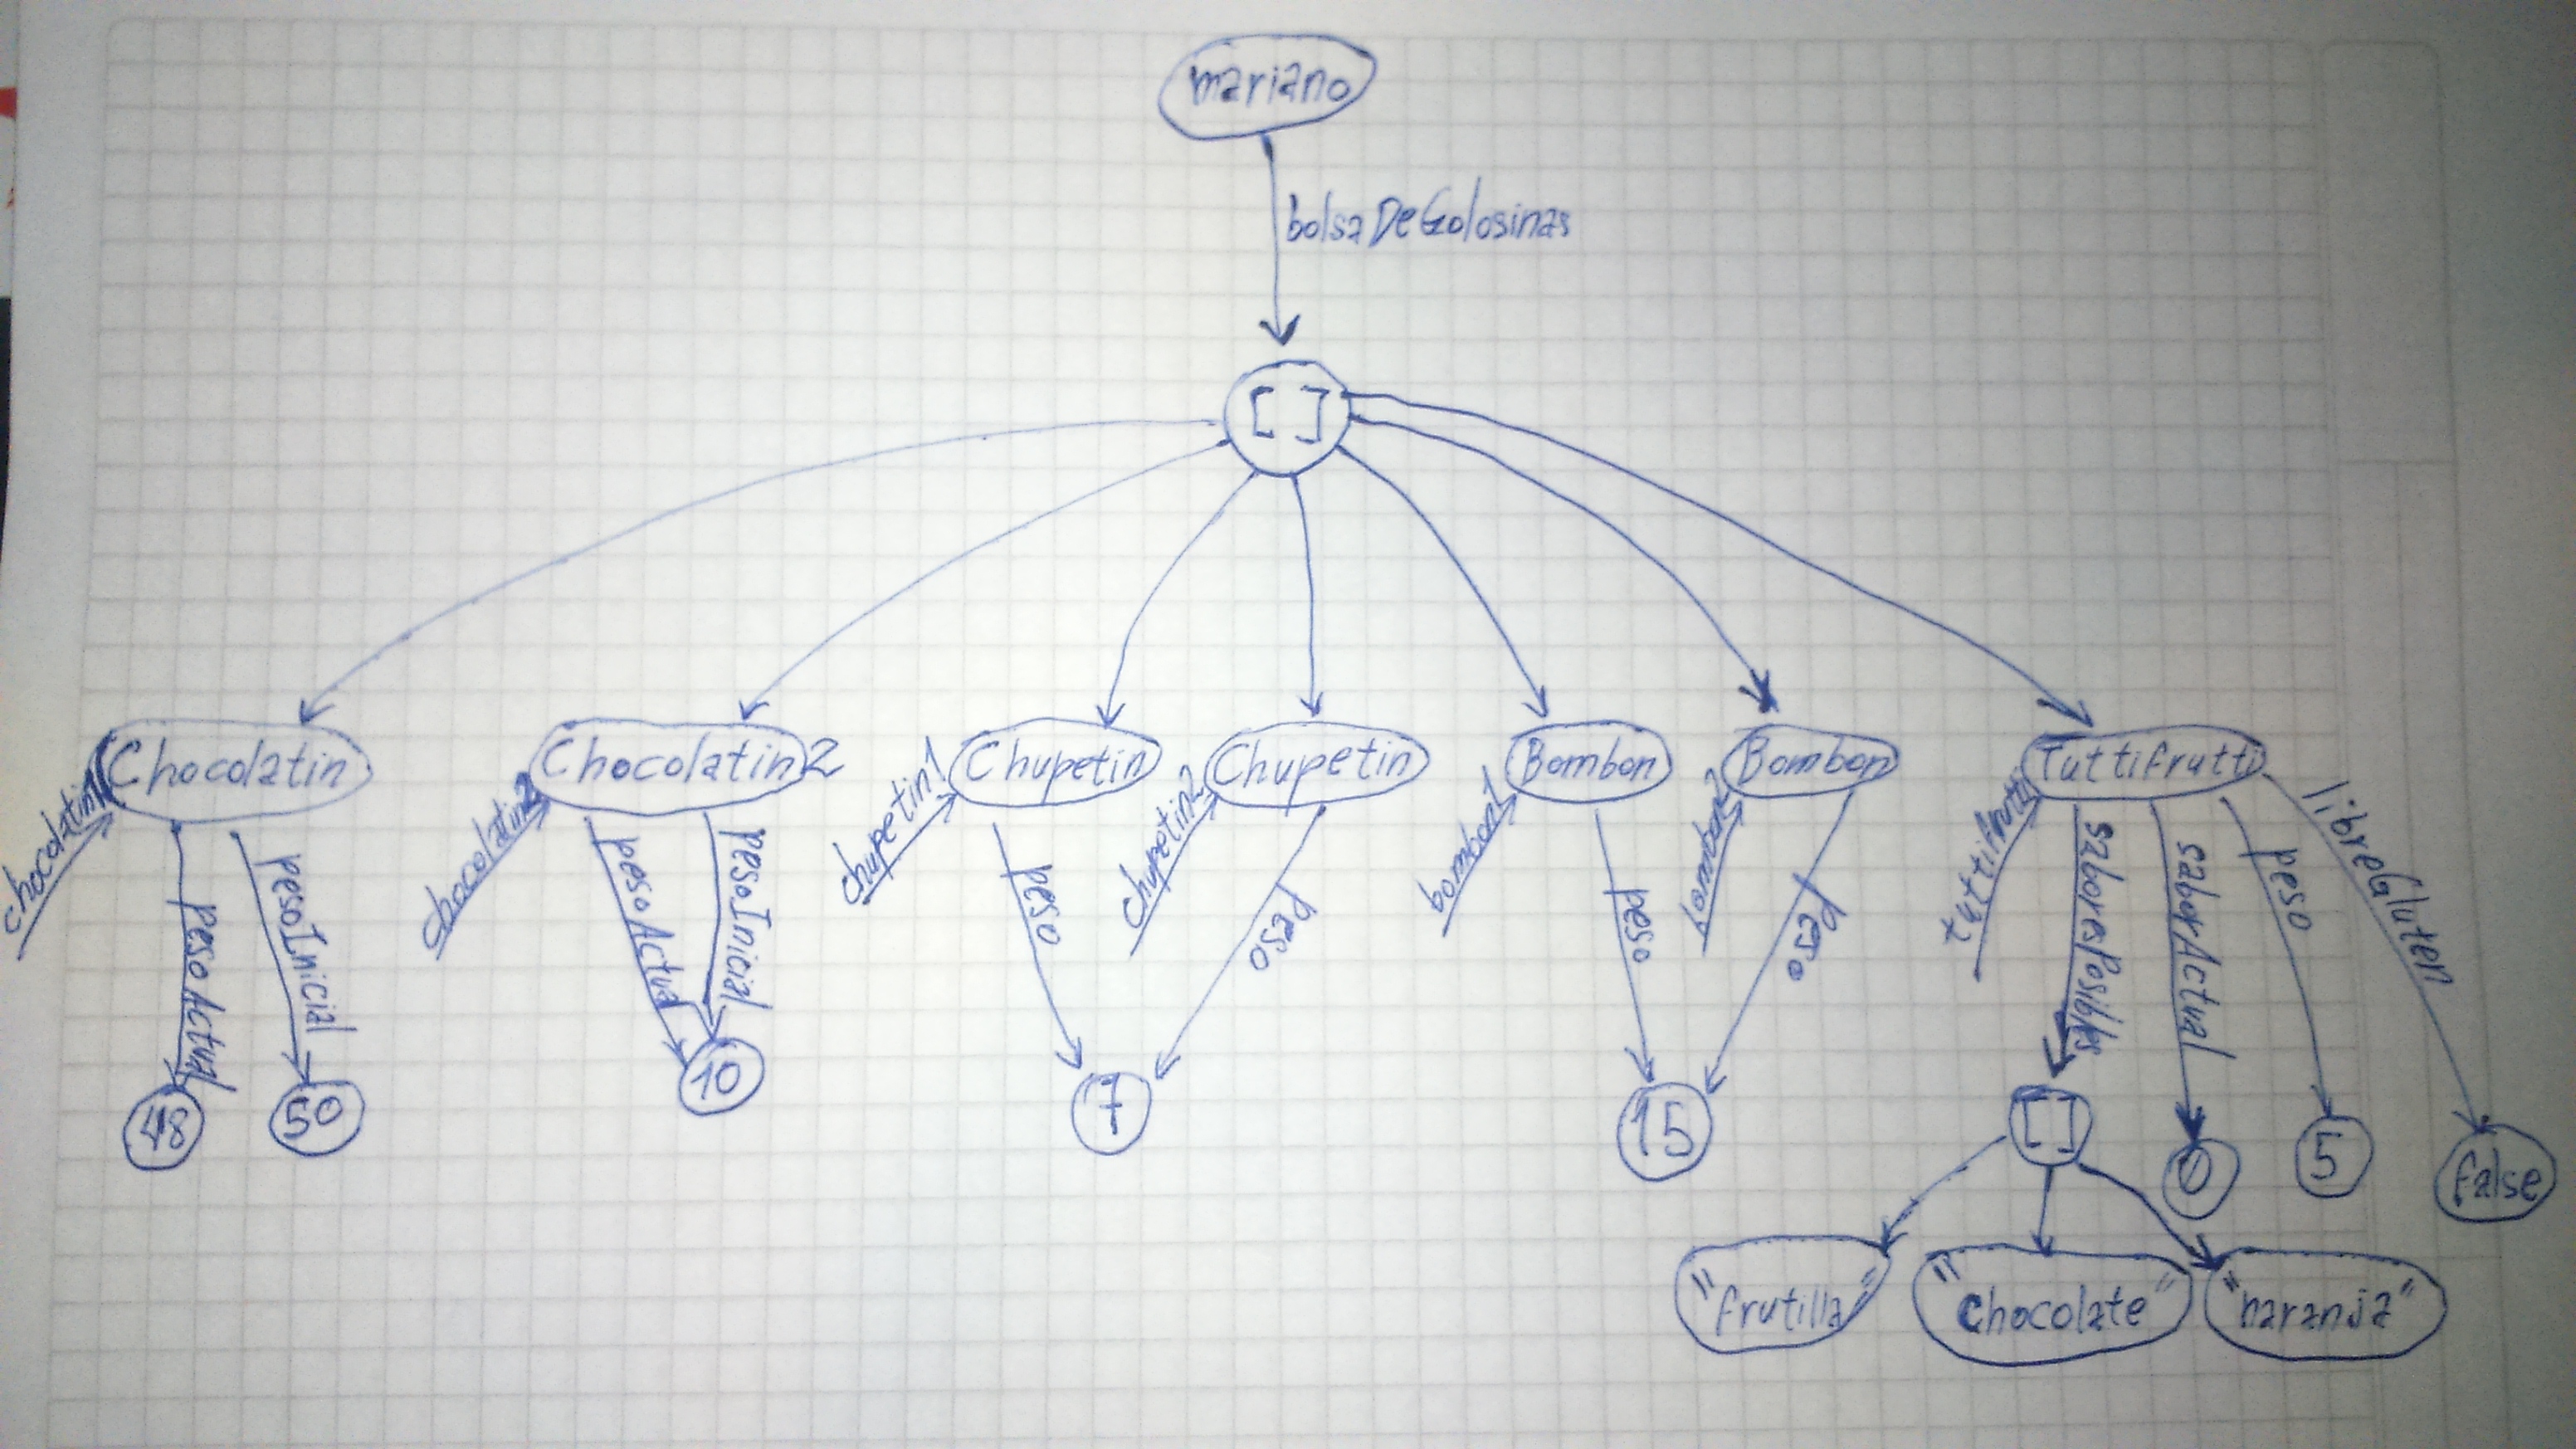 mariano
bolsaDeGolosinas
[ ]
chocolatin1
Chocolatin
pesoActual
48
pesoInicial
50
chocolatin2
Chocolatin2
pesoActual
pesoInicial
10
chupetin1
Chupetin
peso
7
chupetin2
Chupetin
peso
bombon1
Bombon
peso
15
bombon2
Bombon
peso
tuttiFrutti
TuttiFrutti
saboresPosibles
[ ]
"frutilla"
"chocolate"
"naranja"
saborActual
0
peso
5
libreGluten
false